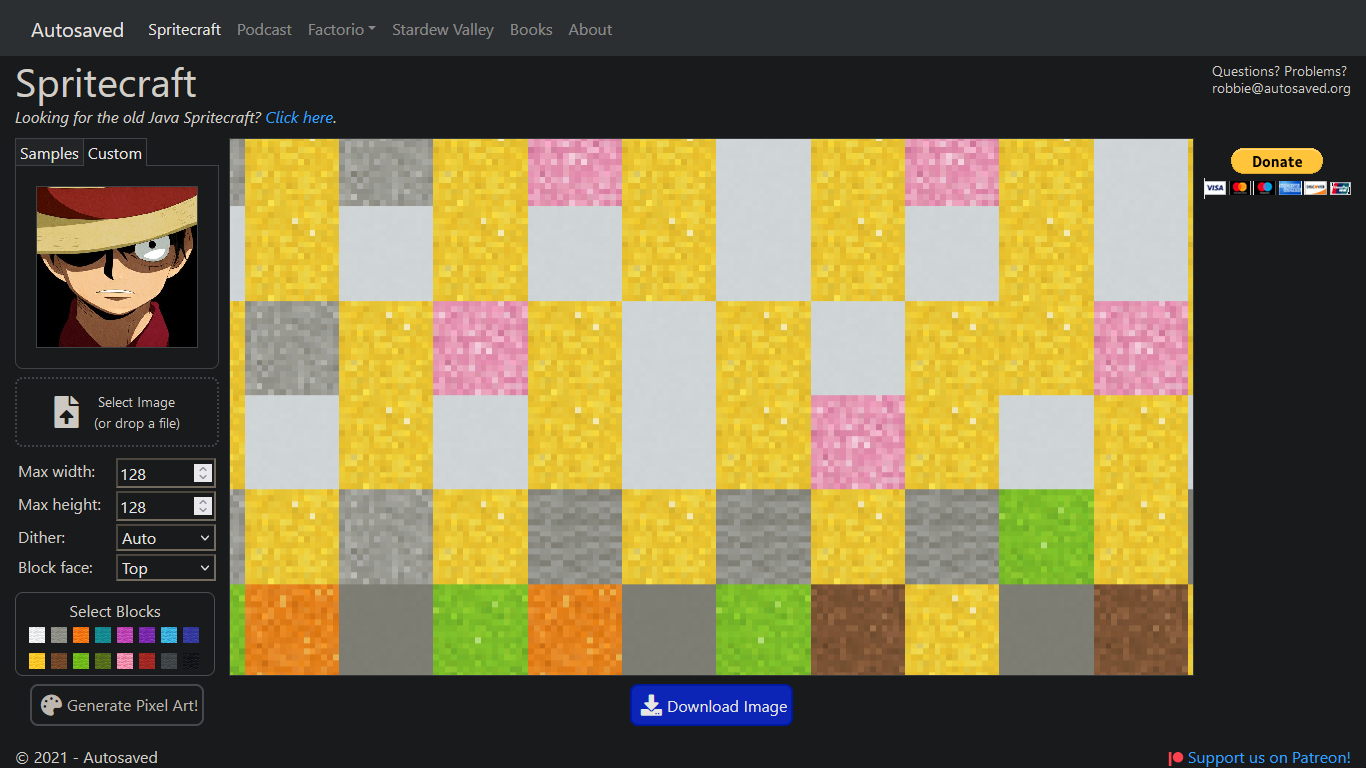 Autosaved Spritecraft Podcast Factorio Stardew Valley Books About
Spritecraft
Questions? Problems?
robbie@autosaved.org
Looking for the old Java Spritecraft? Click here.
Samples Custom
Donate
VISA
DISCOVER
Select Image
(or drop a file)
Max width: 128
Max height: 128
Dither: Auto
Block face: Top
Select Blocks
Generate Pixel Art!
Download Image
© 2021 - Autosaved
Support us on Patreon!